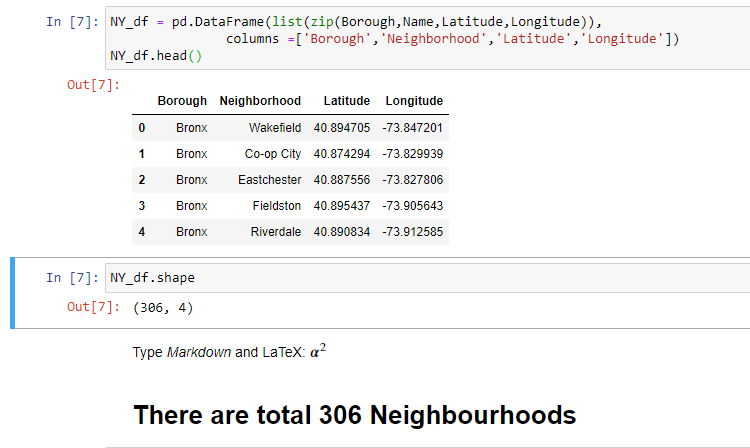 In [7]: NY_df = pd.DataFrame(list(zip(Borough,Name,Latitude,Longitude)),
columns =['Borough','Neighborhood','Latitude','Longitude'])
NY_df.head()
Out[7]:
Borough Neighborhood Latitude Longitude
0 Bronx Wakefield 40.894705 -73.847201
1 Bronx Co-op City 40.874294 -73.829939
2 Bronx Eastchester 40.887556 -73.827806
3 Bronx Fieldston 40.895437 -73.905643
4 Bronx Riverdale 40.890834 -73.912585
In [7]: NY_df.shape
Out[7]: (306, 4)
Type Markdown and LaTeX: α²
There are total 306 Neighbourhoods